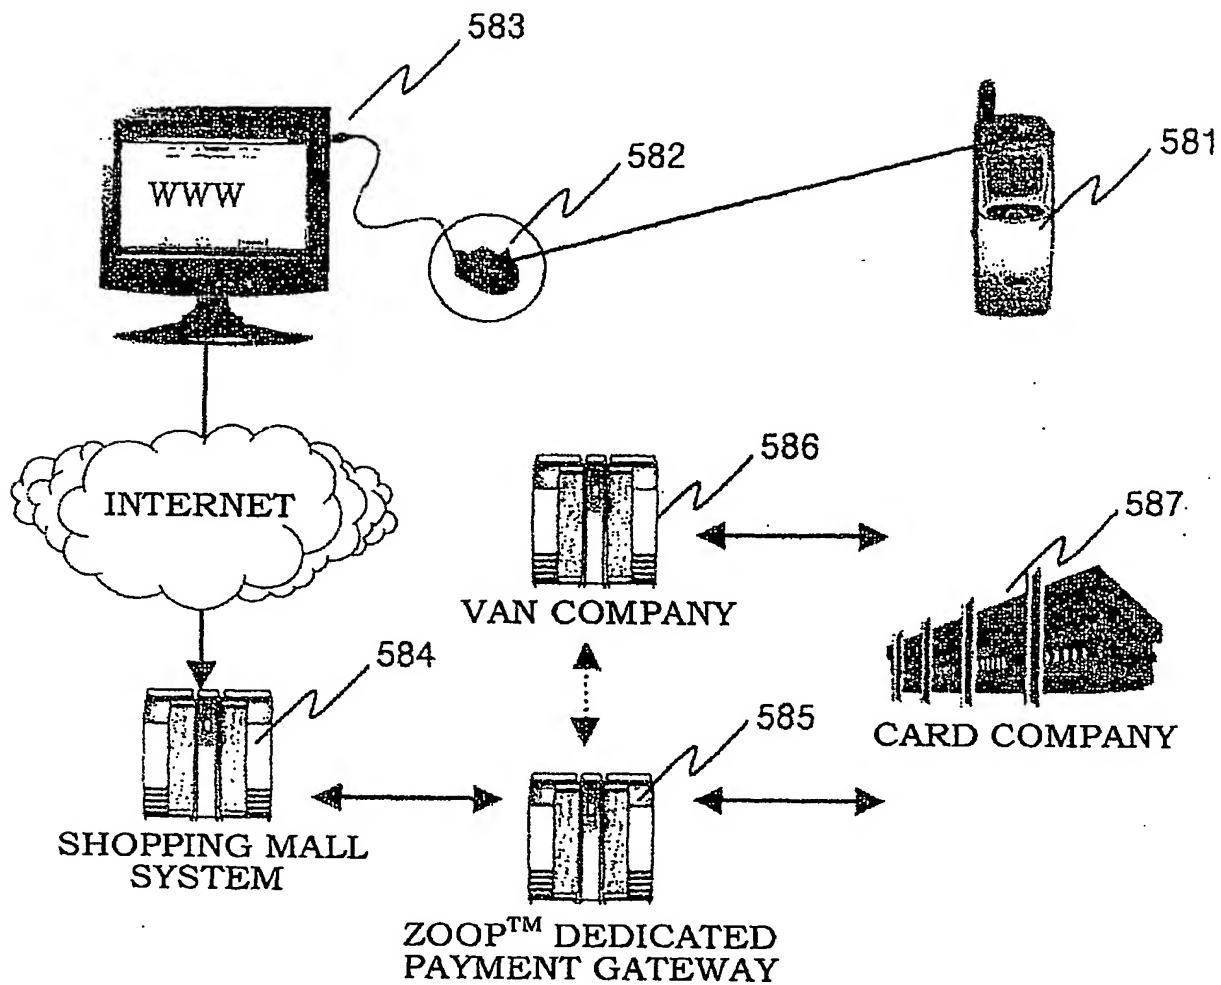 583
582
581
WWW
INTERNET
586
587
VAN COMPANY
584
585
CARD COMPANY
SHOPPING MALL
SYSTEM
ZOOP™ DEDICATED
PAYMENT GATEWAY